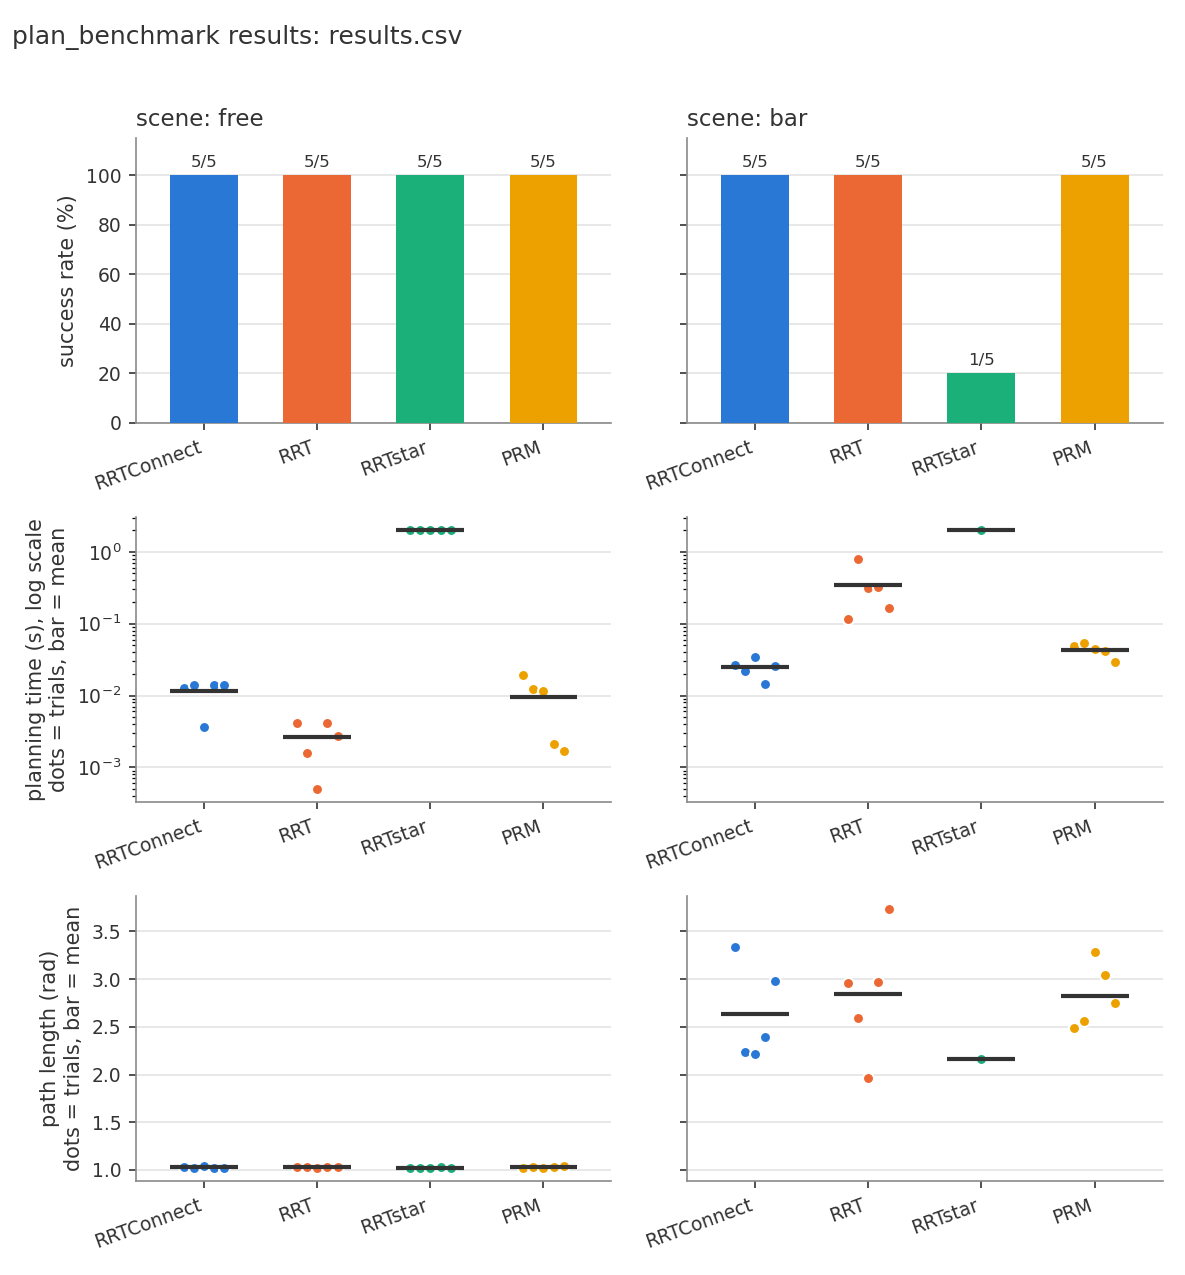 plan_benchmark results: results.csv
scene: free
scene: bar
success rate (%)
100
80
60
40
20
0
5/5
5/5
5/5
5/5
5/5
5/5
1/5
5/5
RRTConnect
RRT
RRTstar
PRM
RRTConnect
RRT
RRTstar
PRM
planning time (s), log scale
dots = trials, bar = mean
10⁰
10⁻¹
10⁻²
10⁻³
RRTConnect
RRT
RRTstar
PRM
RRTConnect
RRT
RRTstar
PRM
path length (rad)
dots = trials, bar = mean
3.5
3.0
2.5
2.0
1.5
1.0
RRTConnect
RRT
RRTstar
PRM
RRTConnect
RRT
RRTstar
PRM